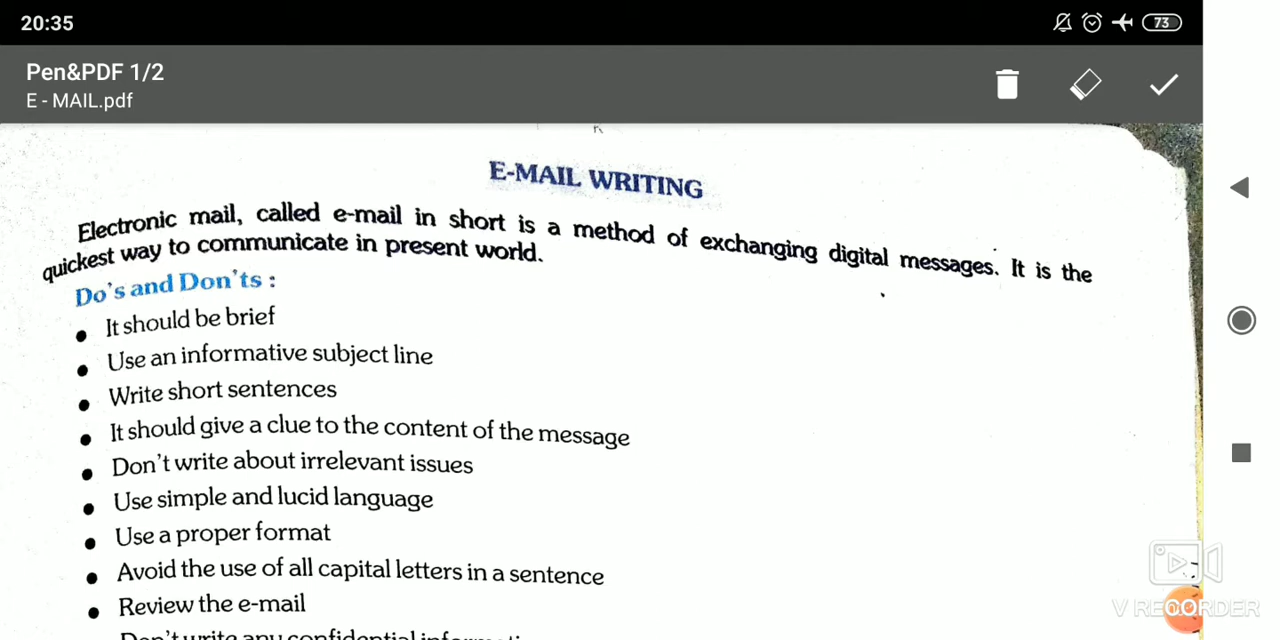 20:35
73
Pen&PDF 1/2
E - MAIL.pdf
E-MAIL WRITING
Electronic mail, called e-mail in short is a method of exchanging digital messages. It is the
quickest way to communicate in present world.
Do's and Don'ts :
● It should be brief
● Use an informative subject line
● Write short sentences
● It should give a clue to the content of the message
● Don't write about irrelevant issues
● Use simple and lucid language
● Use a proper format
● Avoid the use of all capital letters in a sentence
● Review the e-mail
Don't write any confidential
V RECORDER